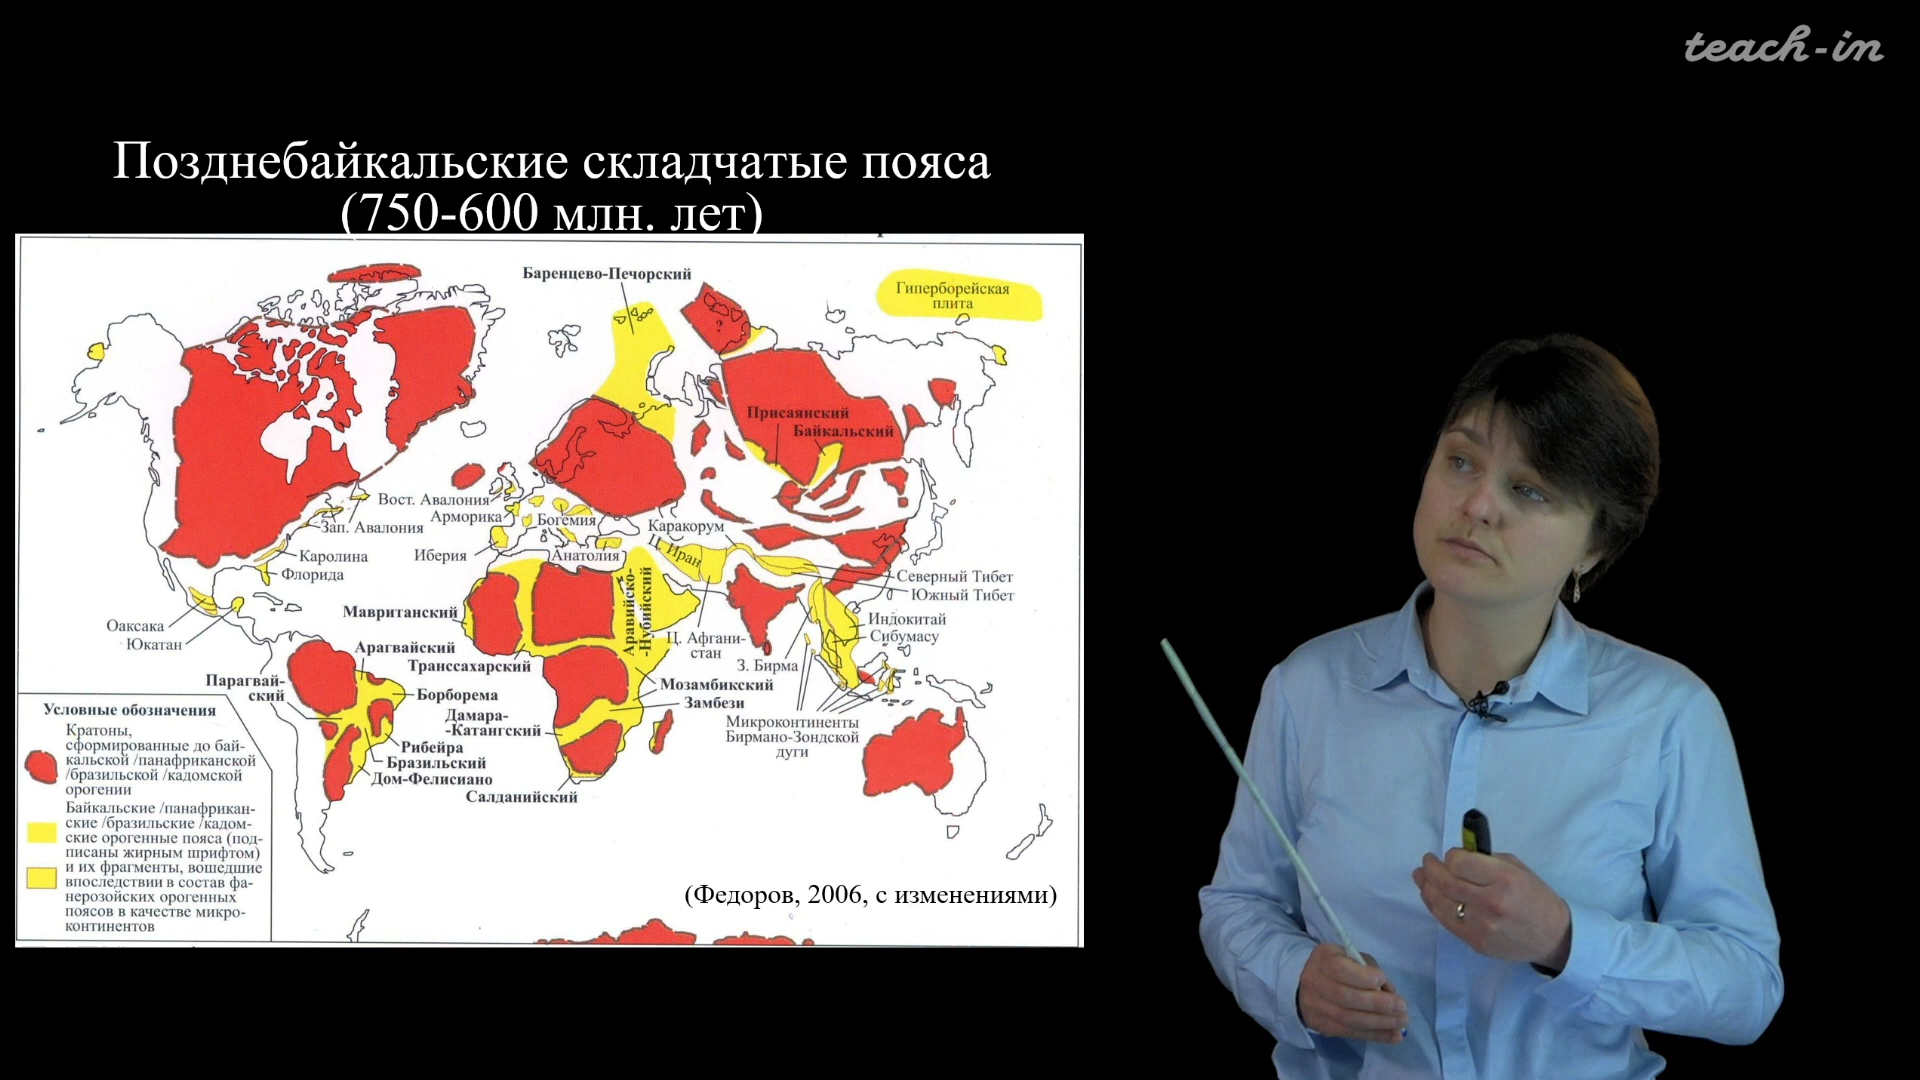 teach-in
Позднебайкальские складчатые пояса
(750-600 млн. лет)
Баренцево-Печорский
Гиперборейская
плита
?
Присаянский
Байкальский
Вост. Авалония
Арморика
Зап. Авалония
Богемия
Каракорум
Каролина
Иберия
Анатолия
Ц. Иран
Флорида
Северный Тибет
Южный Тибет
Мавританский
Аравийско-
-Нубийский
Оаксака
Юкатан
Индокитай
Сибумасу
Ц. Афгани-
стан
З. Бирма
Арагвайский
Транссахарский
Парагвай-
ский
Борборема
Мозамбикский
Замбези
Дамара-
-Катангский
Микроконтиненты
Бирмано-Зондской
дуги
Рибейра
Бразильский
Дом-Фелисиано
Салданийский
Условные обозначения
Кратоны,
сформированные до бай-
кальской /панафриканской
/бразильской /кадомской
орогении
Байкальские /панафрикан-
ские /бразильские /кадом-
ские орогенные пояса (под-
писаны жирным шрифтом)
и их фрагменты, вошедшие
впоследствии в состав фа-
нерозойских орогенных
поясов в качестве микро-
континентов
(Федоров, 2006, с изменениями)